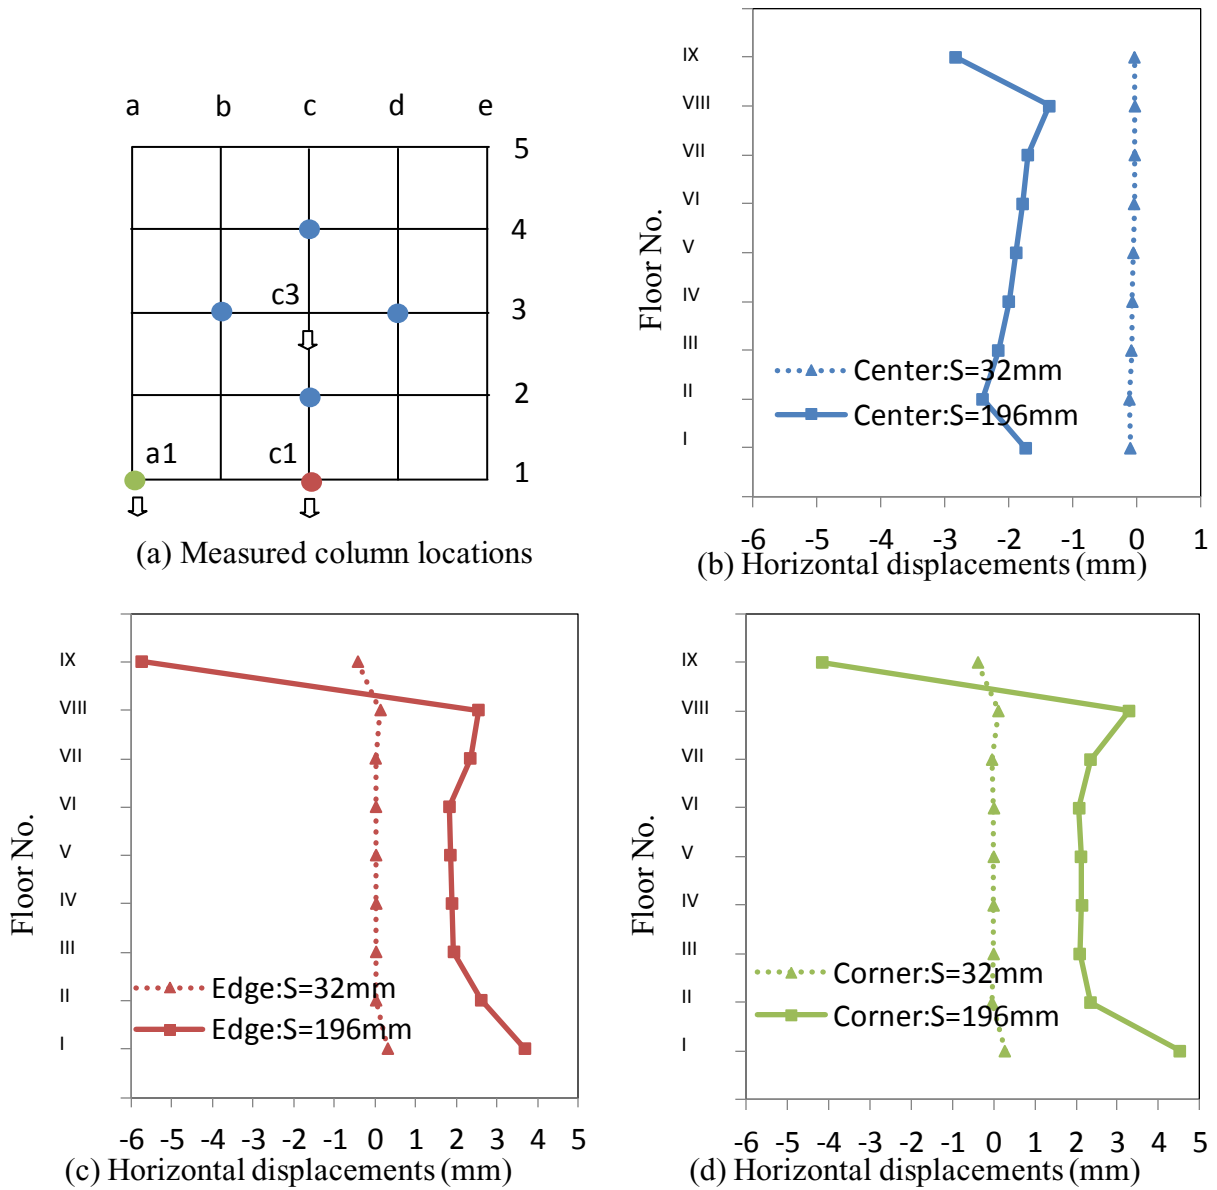 a b c d e
5
4
c3
3
2
a1 c1 1
(a) Measured column locations
Floor No.
IX
VIII
VII
VI
V
IV
III
II
I
Center:S=32mm
Center:S=196mm
-6 -5 -4 -3 -2 -1 0 1
(b) Horizontal displacements (mm)
Floor No.
IX
VIII
VII
VI
V
IV
III
II
I
Edge:S=32mm
Edge:S=196mm
-6 -5 -4 -3 -2 -1 0 1 2 3 4 5
(c) Horizontal displacements (mm)
Floor No.
IX
VIII
VII
VI
V
IV
III
II
I
Corner:S=32mm
Corner:S=196mm
-6 -5 -4 -3 -2 -1 0 1 2 3 4 5
(d) Horizontal displacements (mm)